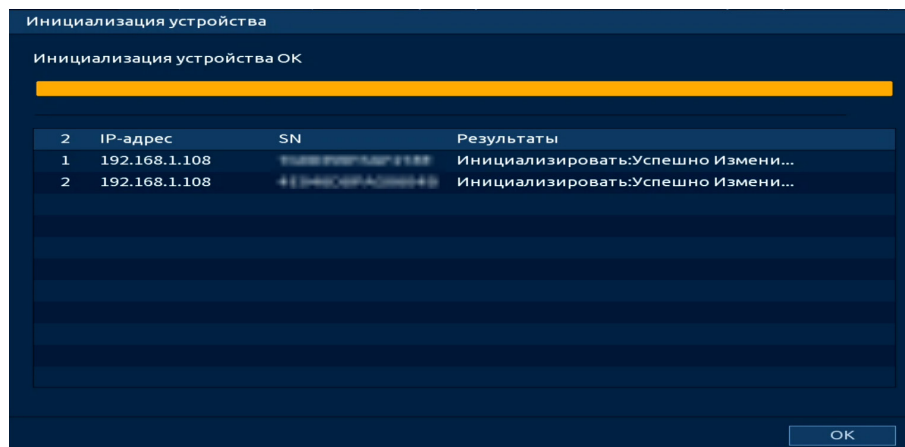 Инициализация устройства
Инициализация устройства OK
2 IP-адрес SN Результаты
1 192.168.1.108 Инициализировать:Успешно Измени...
2 192.168.1.108 Инициализировать:Успешно Измени...
OK